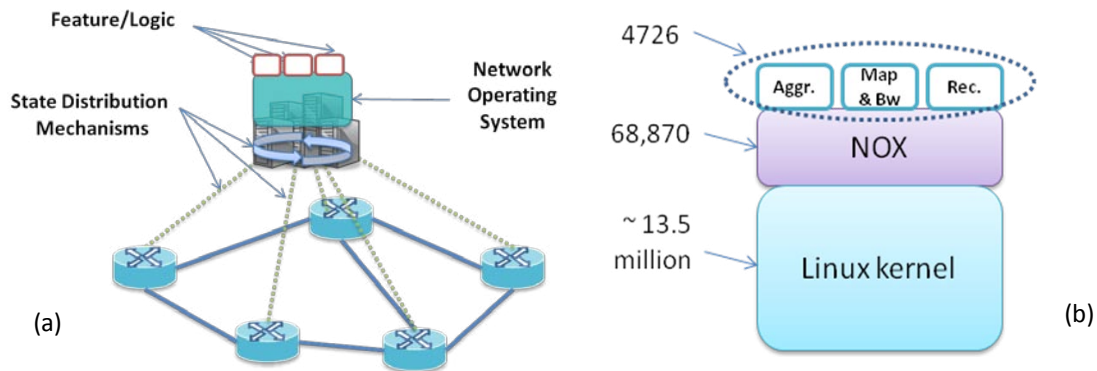 Feature/Logic
State Distribution
Mechanisms
Network
Operating
System
(a)
4726
Aggr.
Map
& Bw
Rec.
68,870
NOX
~ 13.5
million
Linux kernel
(b)